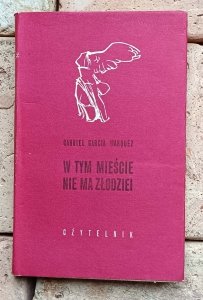 GABRIEL GARCIA MARQUEZ
W TYM MIEŚCIE
NIE MA ZŁODZIEI
CZYTELNIK